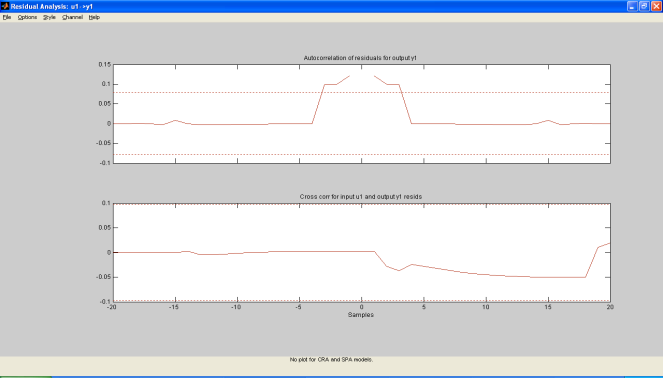 Residual Analysis: u1->y1
File Options Style Channel Help
Autocorrelation of residuals for output y1
0.15
0.1
0.05
0
-0.05
-0.1
Cross corr for input u1 and output y1 resids
0.1
0.05
0
-0.05
-0.1
-20 -15 -10 -5 0 5 10 15 20
Samples
No plot for CRA and SPA models.